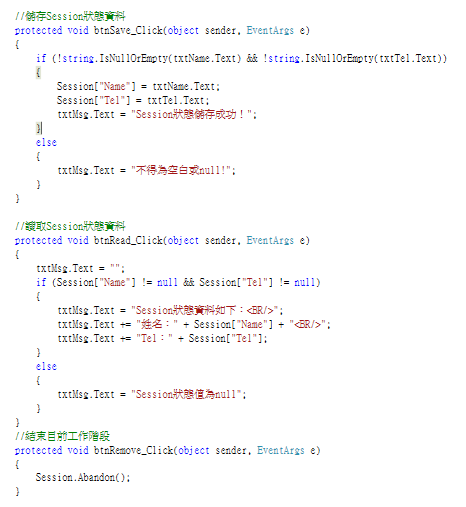 //儲存Session狀態資料
protected void btnSave_Click(object sender, EventArgs e)
{
    if (!string.IsNullOrEmpty(txtName.Text) && !string.IsNullOrEmpty(txtTel.Text))
    {
        Session["Name"] = txtName.Text;
        Session["Tel"] = txtTel.Text;
        txtMsg.Text = "Session狀態儲存成功！";
    }
    else
    {
        txtMsg.Text = "不得為空白或null!";
    }
}

//讀取Session狀態資料
protected void btnRead_Click(object sender, EventArgs e)
{
    txtMsg.Text = "";
    if (Session["Name"] != null && Session["Tel"] != null)
    {
        txtMsg.Text = "Session狀態資料如下：<BR/>";
        txtMsg.Text += "姓名：" + Session["Name"] + "<BR/>";
        txtMsg.Text += "Tel：" + Session["Tel"];
    }
    else
    {
        txtMsg.Text = "Session狀態值為null";
    }
}
//結束目前工作階段
protected void btnRemove_Click(object sender, EventArgs e)
{
    Session.Abandon();
}